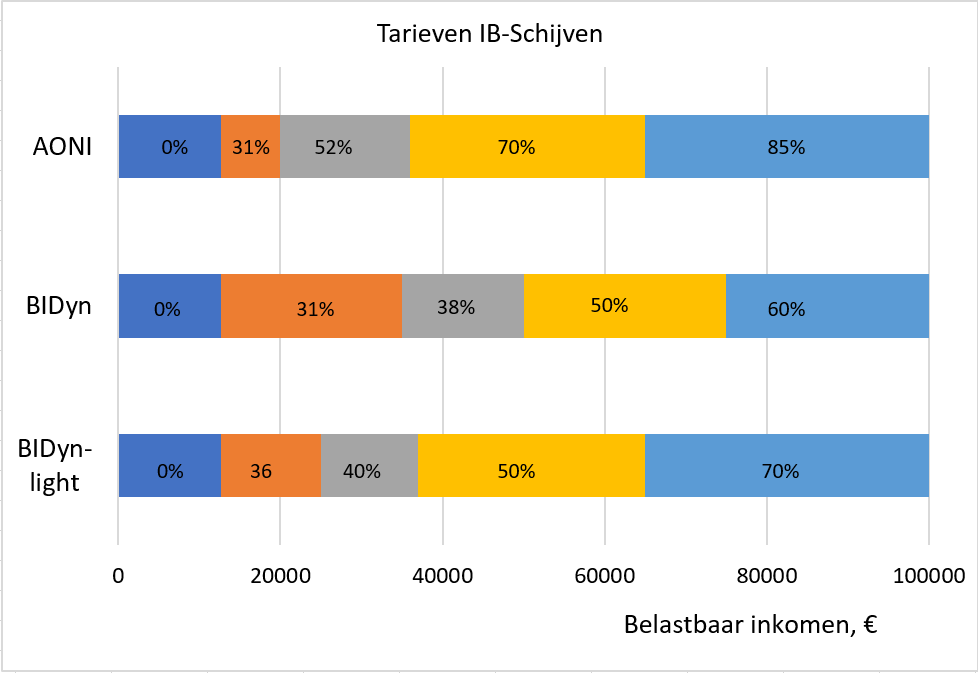 Tarieven IB-Schijven
AONI
0% 31% 52% 70% 85%
BIDyn
0% 31% 38% 50% 60%
BIDyn-
light
0% 36 40% 50% 70%
0 20000 40000 60000 80000 100000
Belastbaar inkomen, €